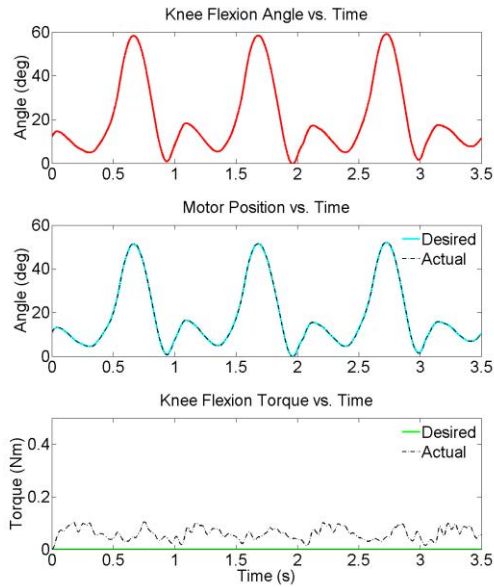 Knee Flexion Angle vs. Time
60
40
20
0
Angle (deg)
0 0.5 1 1.5 2 2.5 3 3.5
Motor Position vs. Time
60
40
20
0
Angle (deg)
Desired
Actual
0 0.5 1 1.5 2 2.5 3 3.5
Knee Flexion Torque vs. Time
0.4
0.2
0
Torque (Nm)
Desired
Actual
0 0.5 1 1.5 2 2.5 3 3.5
Time (s)